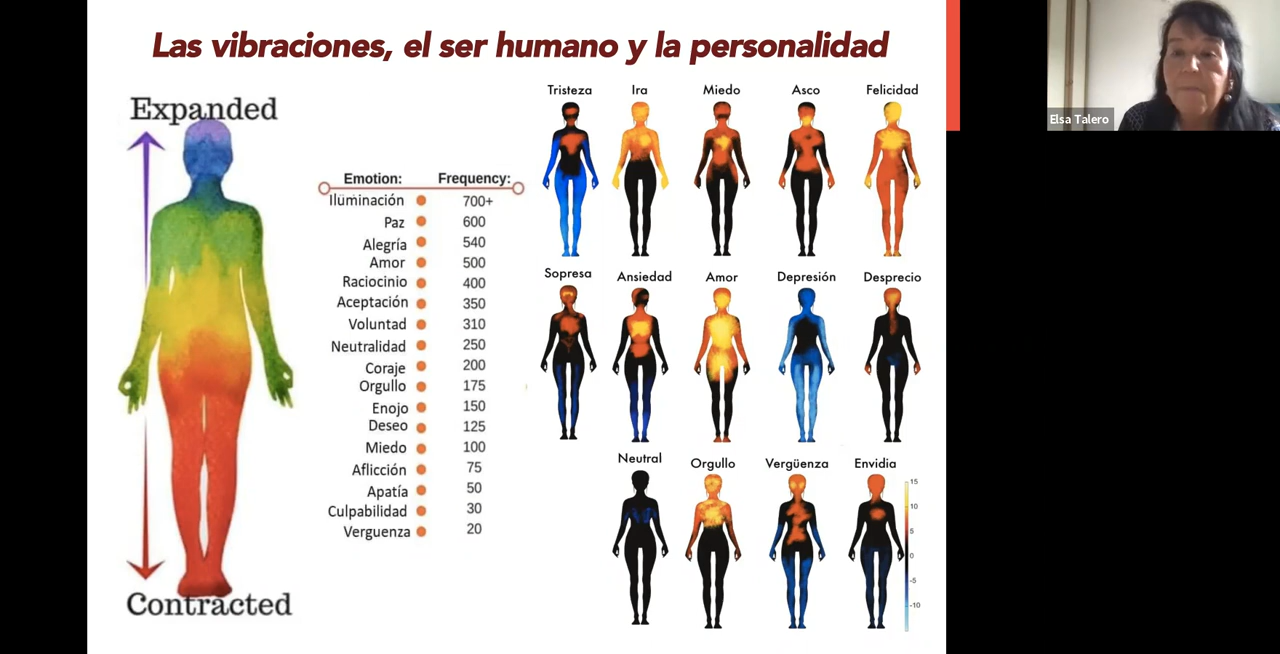 Las vibraciones, el ser humano y la personalidad
Expanded
Contracted
Emotion: Frequency:
Iluminación 700+
Paz 600
Alegría 540
Amor 500
Raciocinio 400
Aceptación 350
Voluntad 310
Neutralidad 250
Coraje 200
Orgullo 175
Enojo 150
Deseo 125
Miedo 100
Aflicción 75
Apatía 50
Culpabilidad 30
Verguenza 20
Tristeza Ira Miedo Asco Felicidad
Sopresa Ansiedad Amor Depresión Desprecio
Neutral Orgullo Vergüenza Envidia
15
10
5
0
-5
-10
Elsa Talero